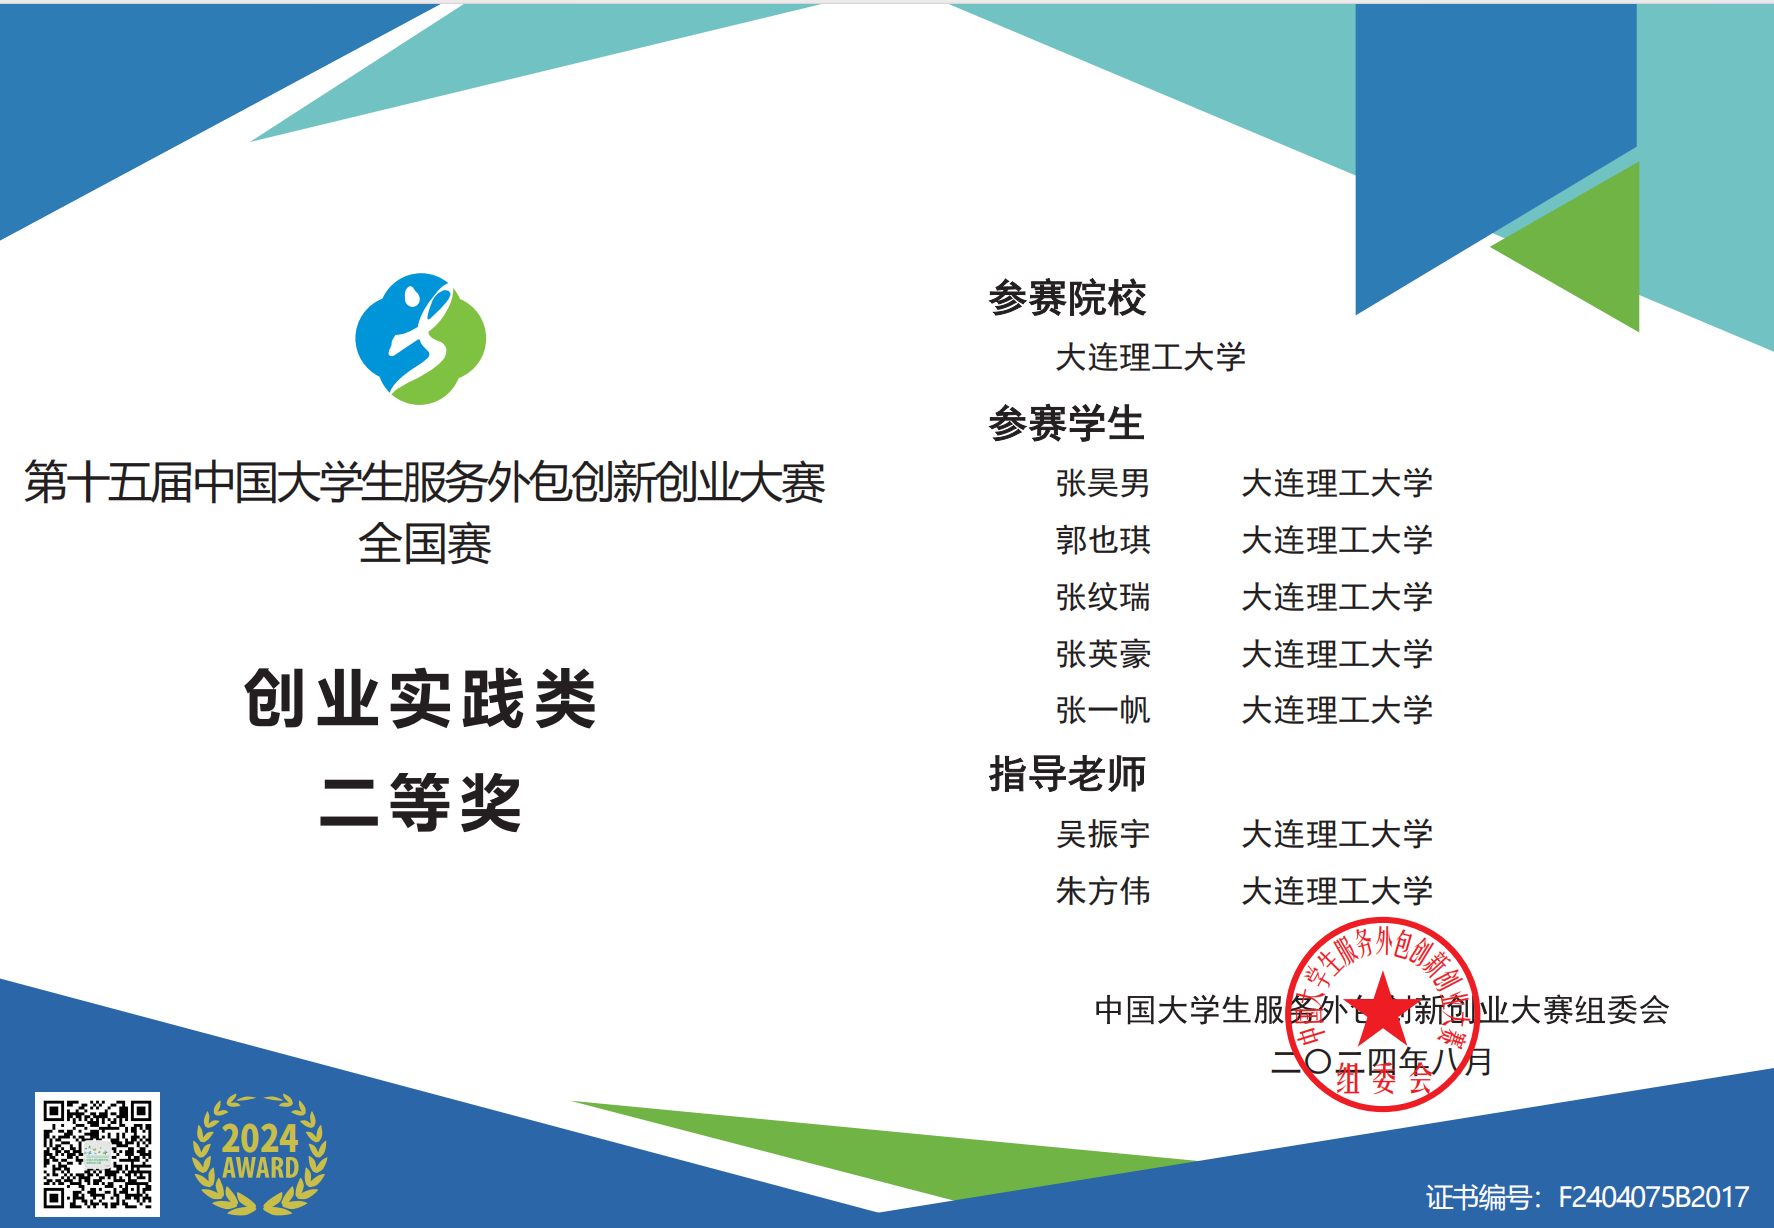 第十五届中国大学生服务外包创新创业大赛
全国赛
创业实践类
二等奖
2024
AWARD
参赛院校
大连理工大学
参赛学生
张昊男 大连理工大学
郭也琪 大连理工大学
张纹瑞 大连理工大学
张英豪 大连理工大学
张一帆 大连理工大学
指导老师
吴振宇 大连理工大学
朱方伟 大连理工大学
中国大学生服务外包创新创业大赛组委会
二〇二四年八月
中国大学生服务外包创新创业大赛
组委会
证书编号：F2404075B2017